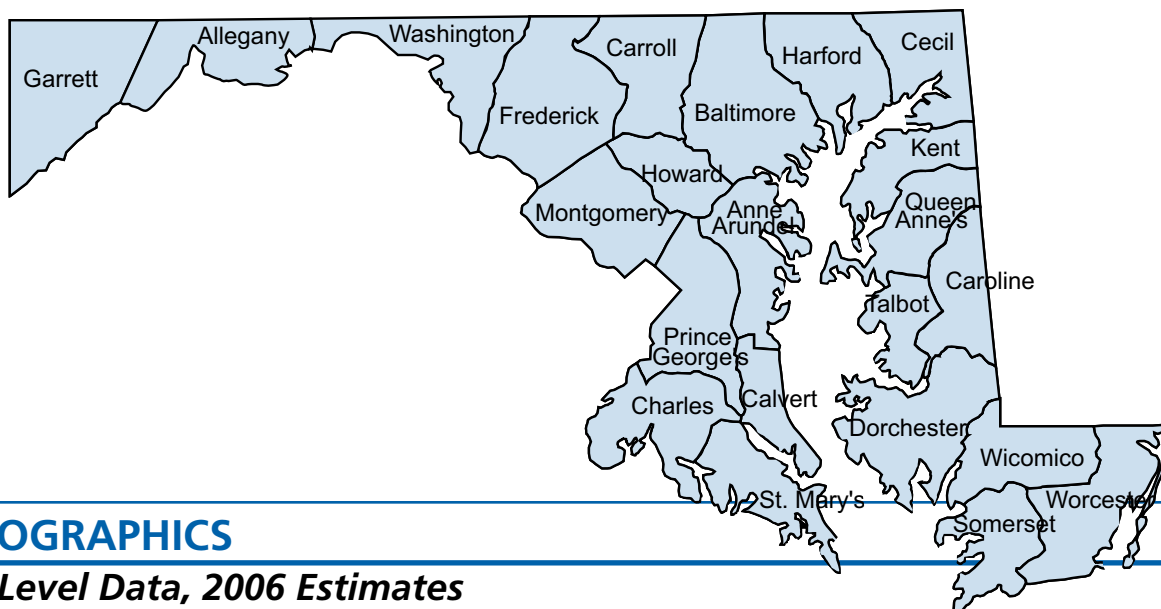 Garrett
Allegany
Washington
Frederick
Carroll
Baltimore
Harford
Cecil
Kent
Howard
Montgomery
Anne
Arundel
Queen
Anne's
Caroline
Talbot
Prince
George's
Charles
Calvert
Dorchester
Wicomico
St. Mary's
Worcester
Somerset
OGRAPHICS
Level Data, 2006 Estimates